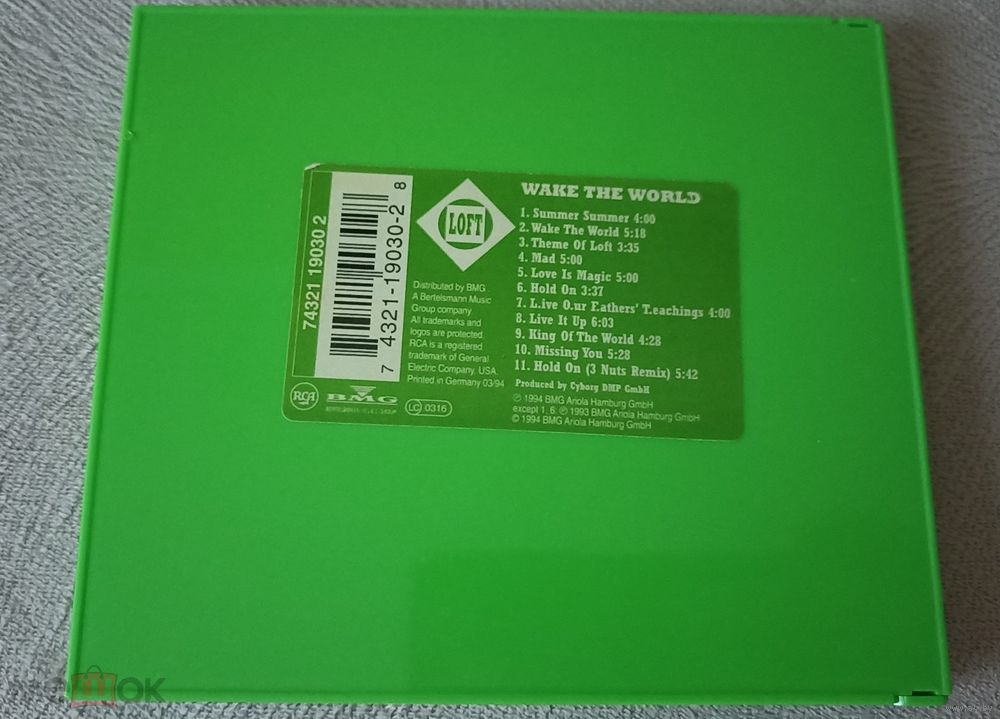 74321 19030 2
7 4321-19030-2 8
LOFT
Distributed by BMG
A Bertelsmann Music
Group company
All trademarks and
logos are protected.
RCA is a registered
trademark of General
Electric Company, USA.
Printed in Germany 03/94
RCA
BMG
LC 0316
WAKE THE WORLD
1. Summer Summer 4:00
2. Wake The World 5:18
3. Theme Of Loft 3:35
4. Mad 5:00
5. Love Is Magic 5:00
6. Hold On 3:37
7. L.ive O.ur F.athers' T.eachings 4:00
8. Live It Up 6:03
9. King Of The World 4:28
10. Missing You 5:28
11. Hold On (3 Nuts Remix) 5:42
Produced by Cyborg DMP GmbH
℗ 1994 BMG Ariola Hamburg GmbH
except 1, 6: ℗ 1993 BMG Ariola Hamburg GmbH
© 1994 BMG Ariola Hamburg GmbH